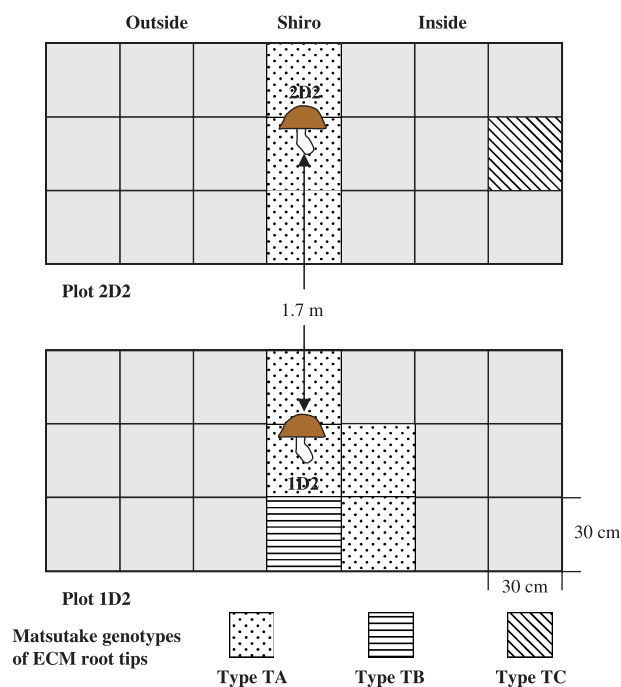 Outside Shiro Inside
2D2
Plot 2D2
1.7 m
1D2
30 cm
30 cm
Plot 1D2
Matsutake genotypes
of ECM root tips
Type TA Type TB Type TC